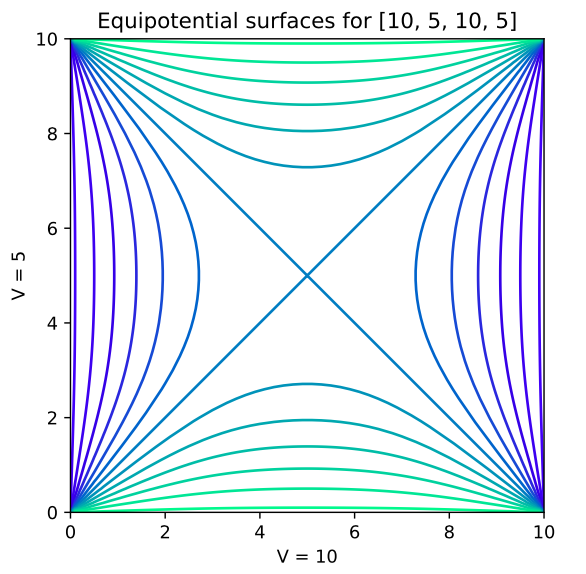 Equipotential surfaces for [10, 5, 10, 5]
10
8
6
4
2
0
V = 5
0 2 4 6 8 10
V = 10